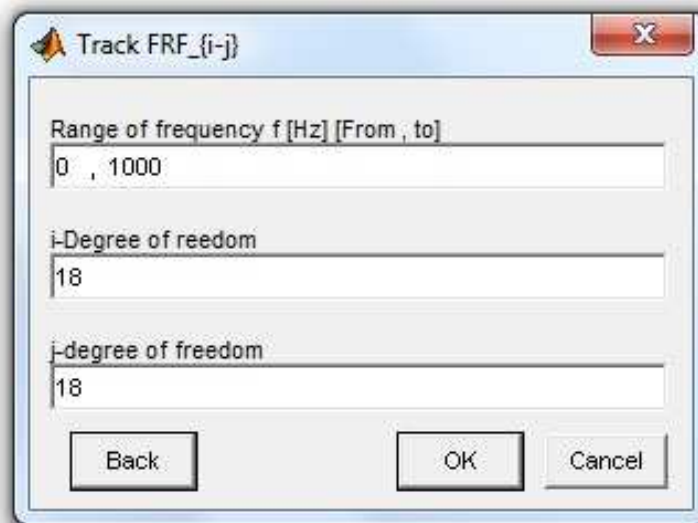 Track FRF_{i-j}
Range of frequency f [Hz] [From , to]
0 , 1000
i-Degree of reedom
18
j-degree of freedom
18
Back OK Cancel